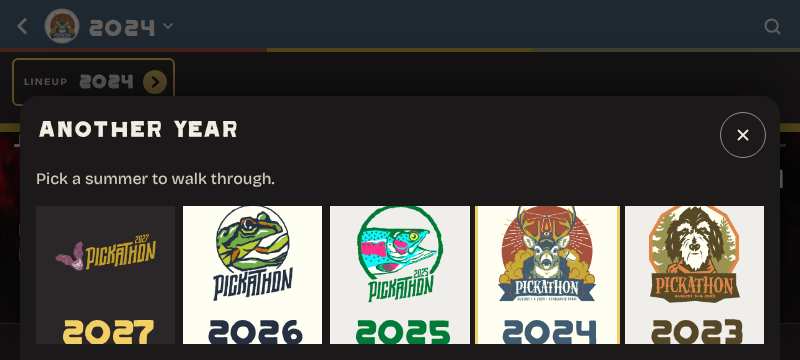 2024
LINEUP 2024
ANOTHER YEAR
Pick a summer to walk through.
2027
PICKATHON
PICKATHON
2025
PICKATHON
PICKATHON
PICKATHON
2027 2026 2025 2024 2023